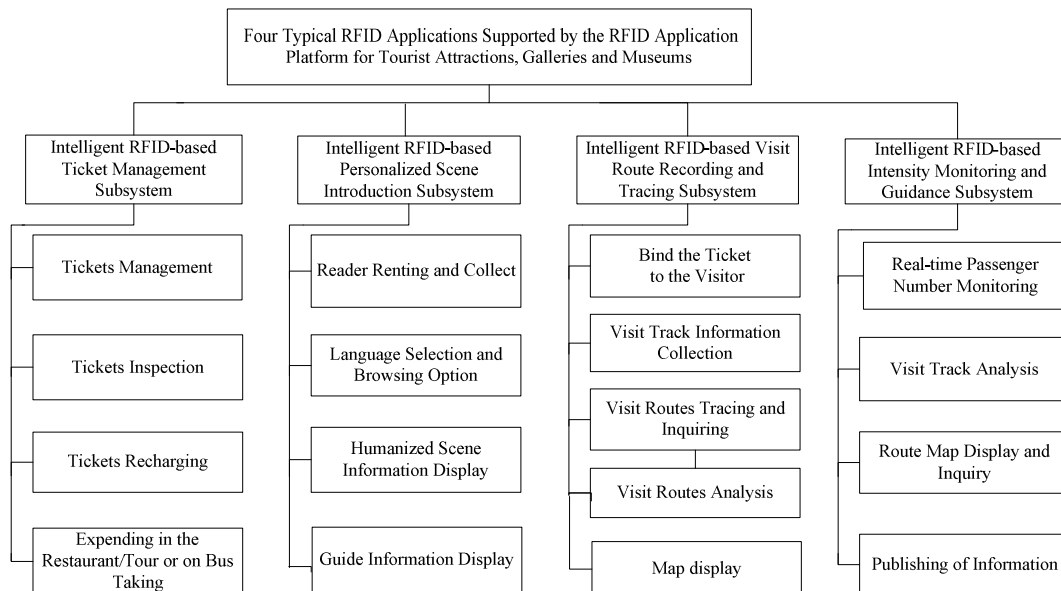 Four Typical RFID Applications Supported by the RFID Application
Platform for Tourist Attractions, Galleries and Museums
Intelligent RFID-based
Ticket Management
Subsystem
Tickets Management
Tickets Inspection
Tickets Recharging
Expending in the
Restaurant/Tour or on Bus
Taking
Intelligent RFID-based
Personalized Scene
Introduction Subsystem
Reader Renting and Collect
Language Selection and
Browsing Option
Humanized Scene
Information Display
Guide Information Display
Intelligent RFID-based Visit
Route Recording and
Tracing Subsystem
Bind the Ticket
to the Visitor
Visit Track Information
Collection
Visit Routes Tracing and
Inquiring
Visit Routes Analysis
Map display
Intelligent RFID-based
Intensity Monitoring and
Guidance Subsystem
Real-time Passenger
Number Monitoring
Visit Track Analysis
Route Map Display and
Inquiry
Publishing of Information